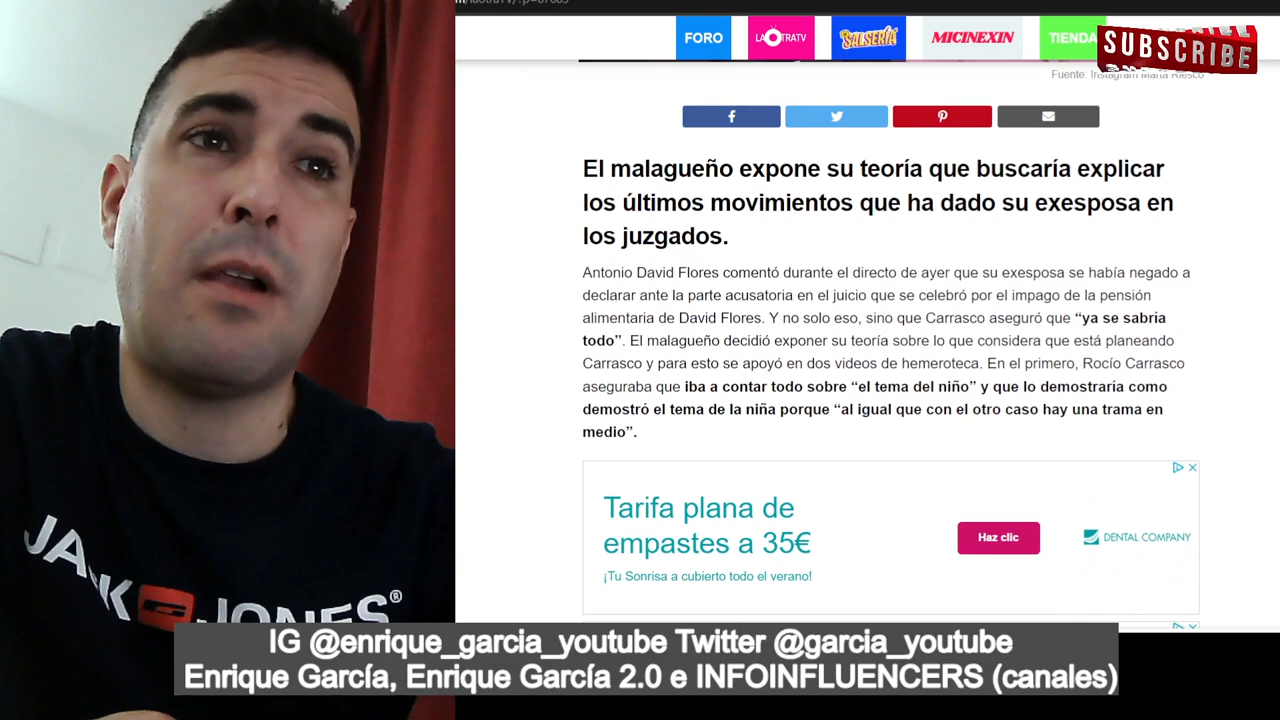 FORO
LAOTRATV
SALSERÍA
MICINEXIN
TIENDA
SUBSCRIBE
Fuente: Instagram Marta Riesco
El malagueño expone su teoría que buscaría explicar
los últimos movimientos que ha dado su exesposa en
los juzgados.
Antonio David Flores comentó durante el directo de ayer que su exesposa se había negado a
declarar ante la parte acusatoria en el juicio que se celebró por el impago de la pensión
alimentaria de David Flores. Y no solo eso, sino que Carrasco aseguró que “ya se sabría
todo”. El malagueño decidió exponer su teoría sobre lo que considera que está planeando
Carrasco y para esto se apoyó en dos videos de hemeroteca. En el primero, Rocío Carrasco
aseguraba que iba a contar todo sobre “el tema del niño” y que lo demostraría como
demostró el tema de la niña porque “al igual que con el otro caso hay una trama en
medio”.
Tarifa plana de
empastes a 35€
¡Tu Sonrisa a cubierto todo el verano!
Haz clic
DENTAL COMPANY
JACK JONES®
IG @enrique_garcia_youtube Twitter @garcia_youtube
Enrique García, Enrique García 2.0 e INFOINFLUENCERS (canales)